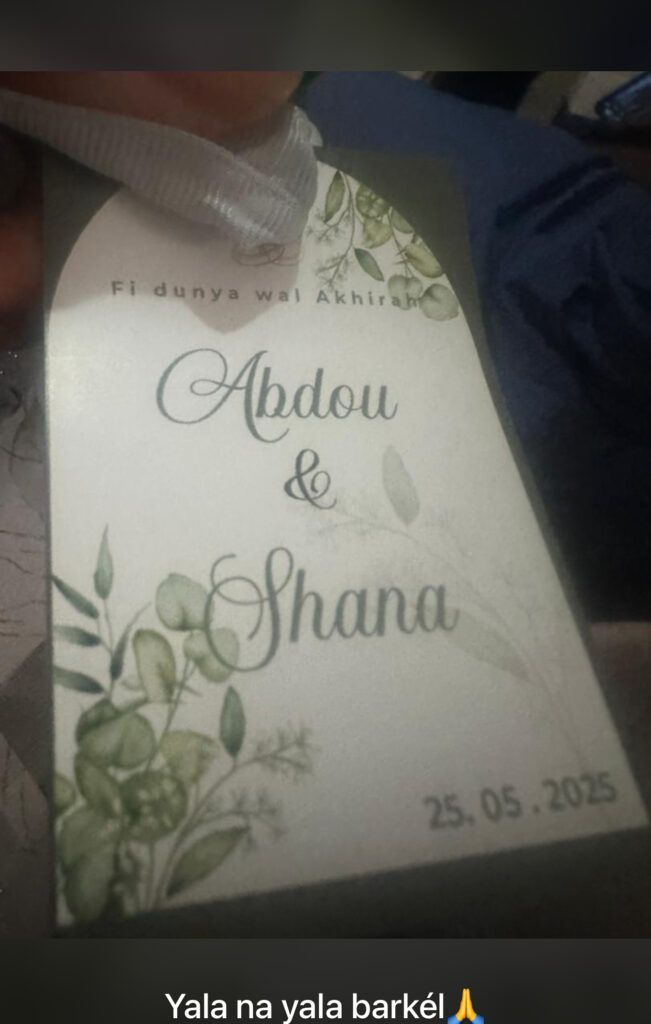 Fi dunya wal Akhirah
Abdou
&
Shana
25.05.2025
Yala na yala barkél🙏